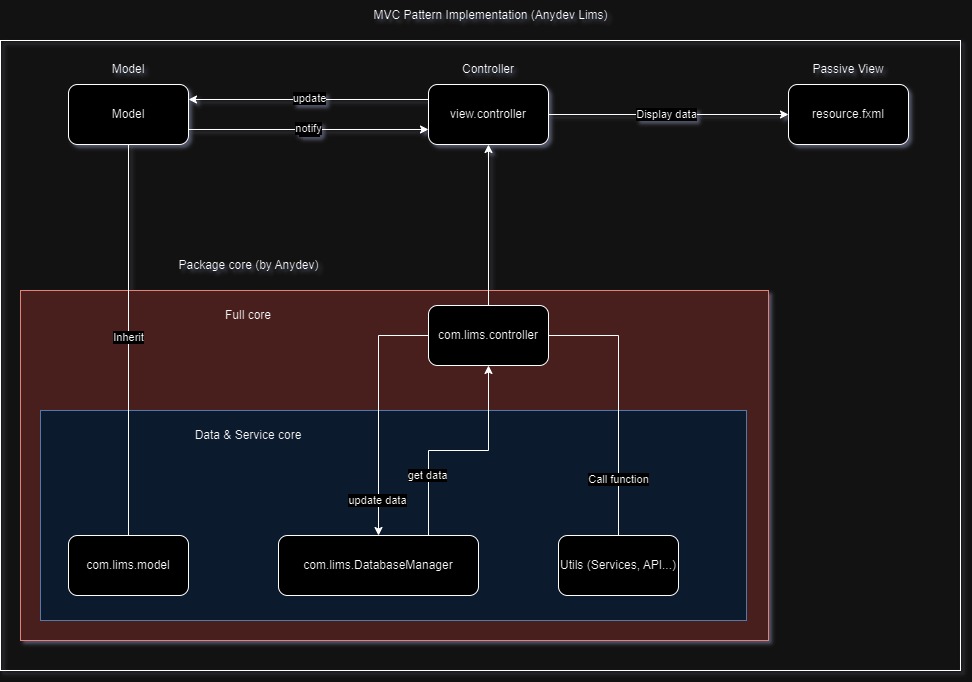 MVC Pattern Implementation (Anydev Lims)
Model
Controller
Passive View
Model
update
notify
view.controller
Display data
resource.fxml
Package core (by Anydev)
Full core
Inherit
com.lims.controller
Data & Service core
get data
Call function
update data
com.lims.model
com.lims.DatabaseManager
Utils (Services, API...)